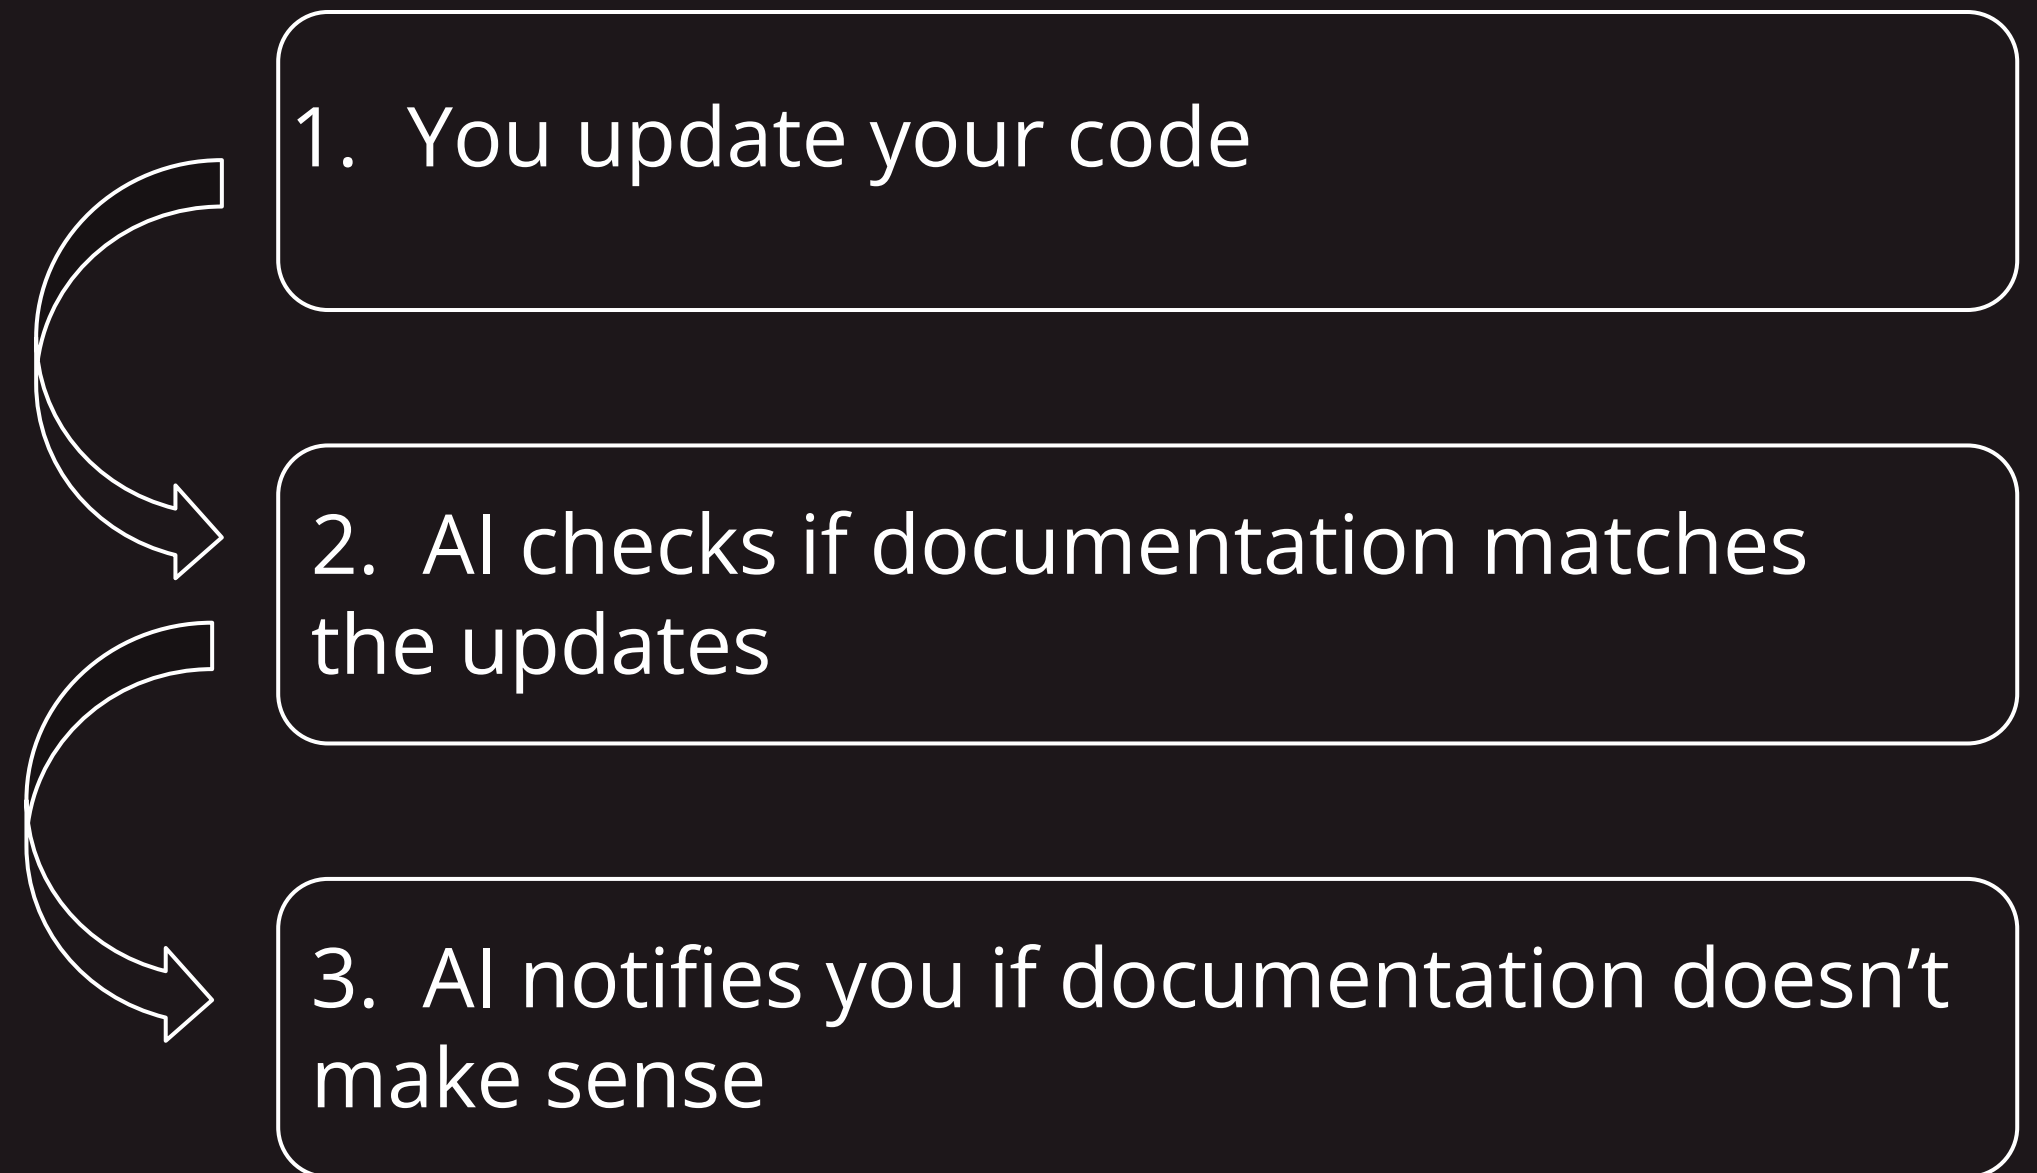 1. You update your code
2. AI checks if documentation matches
the updates
3. AI notifies you if documentation doesn’t
make sense